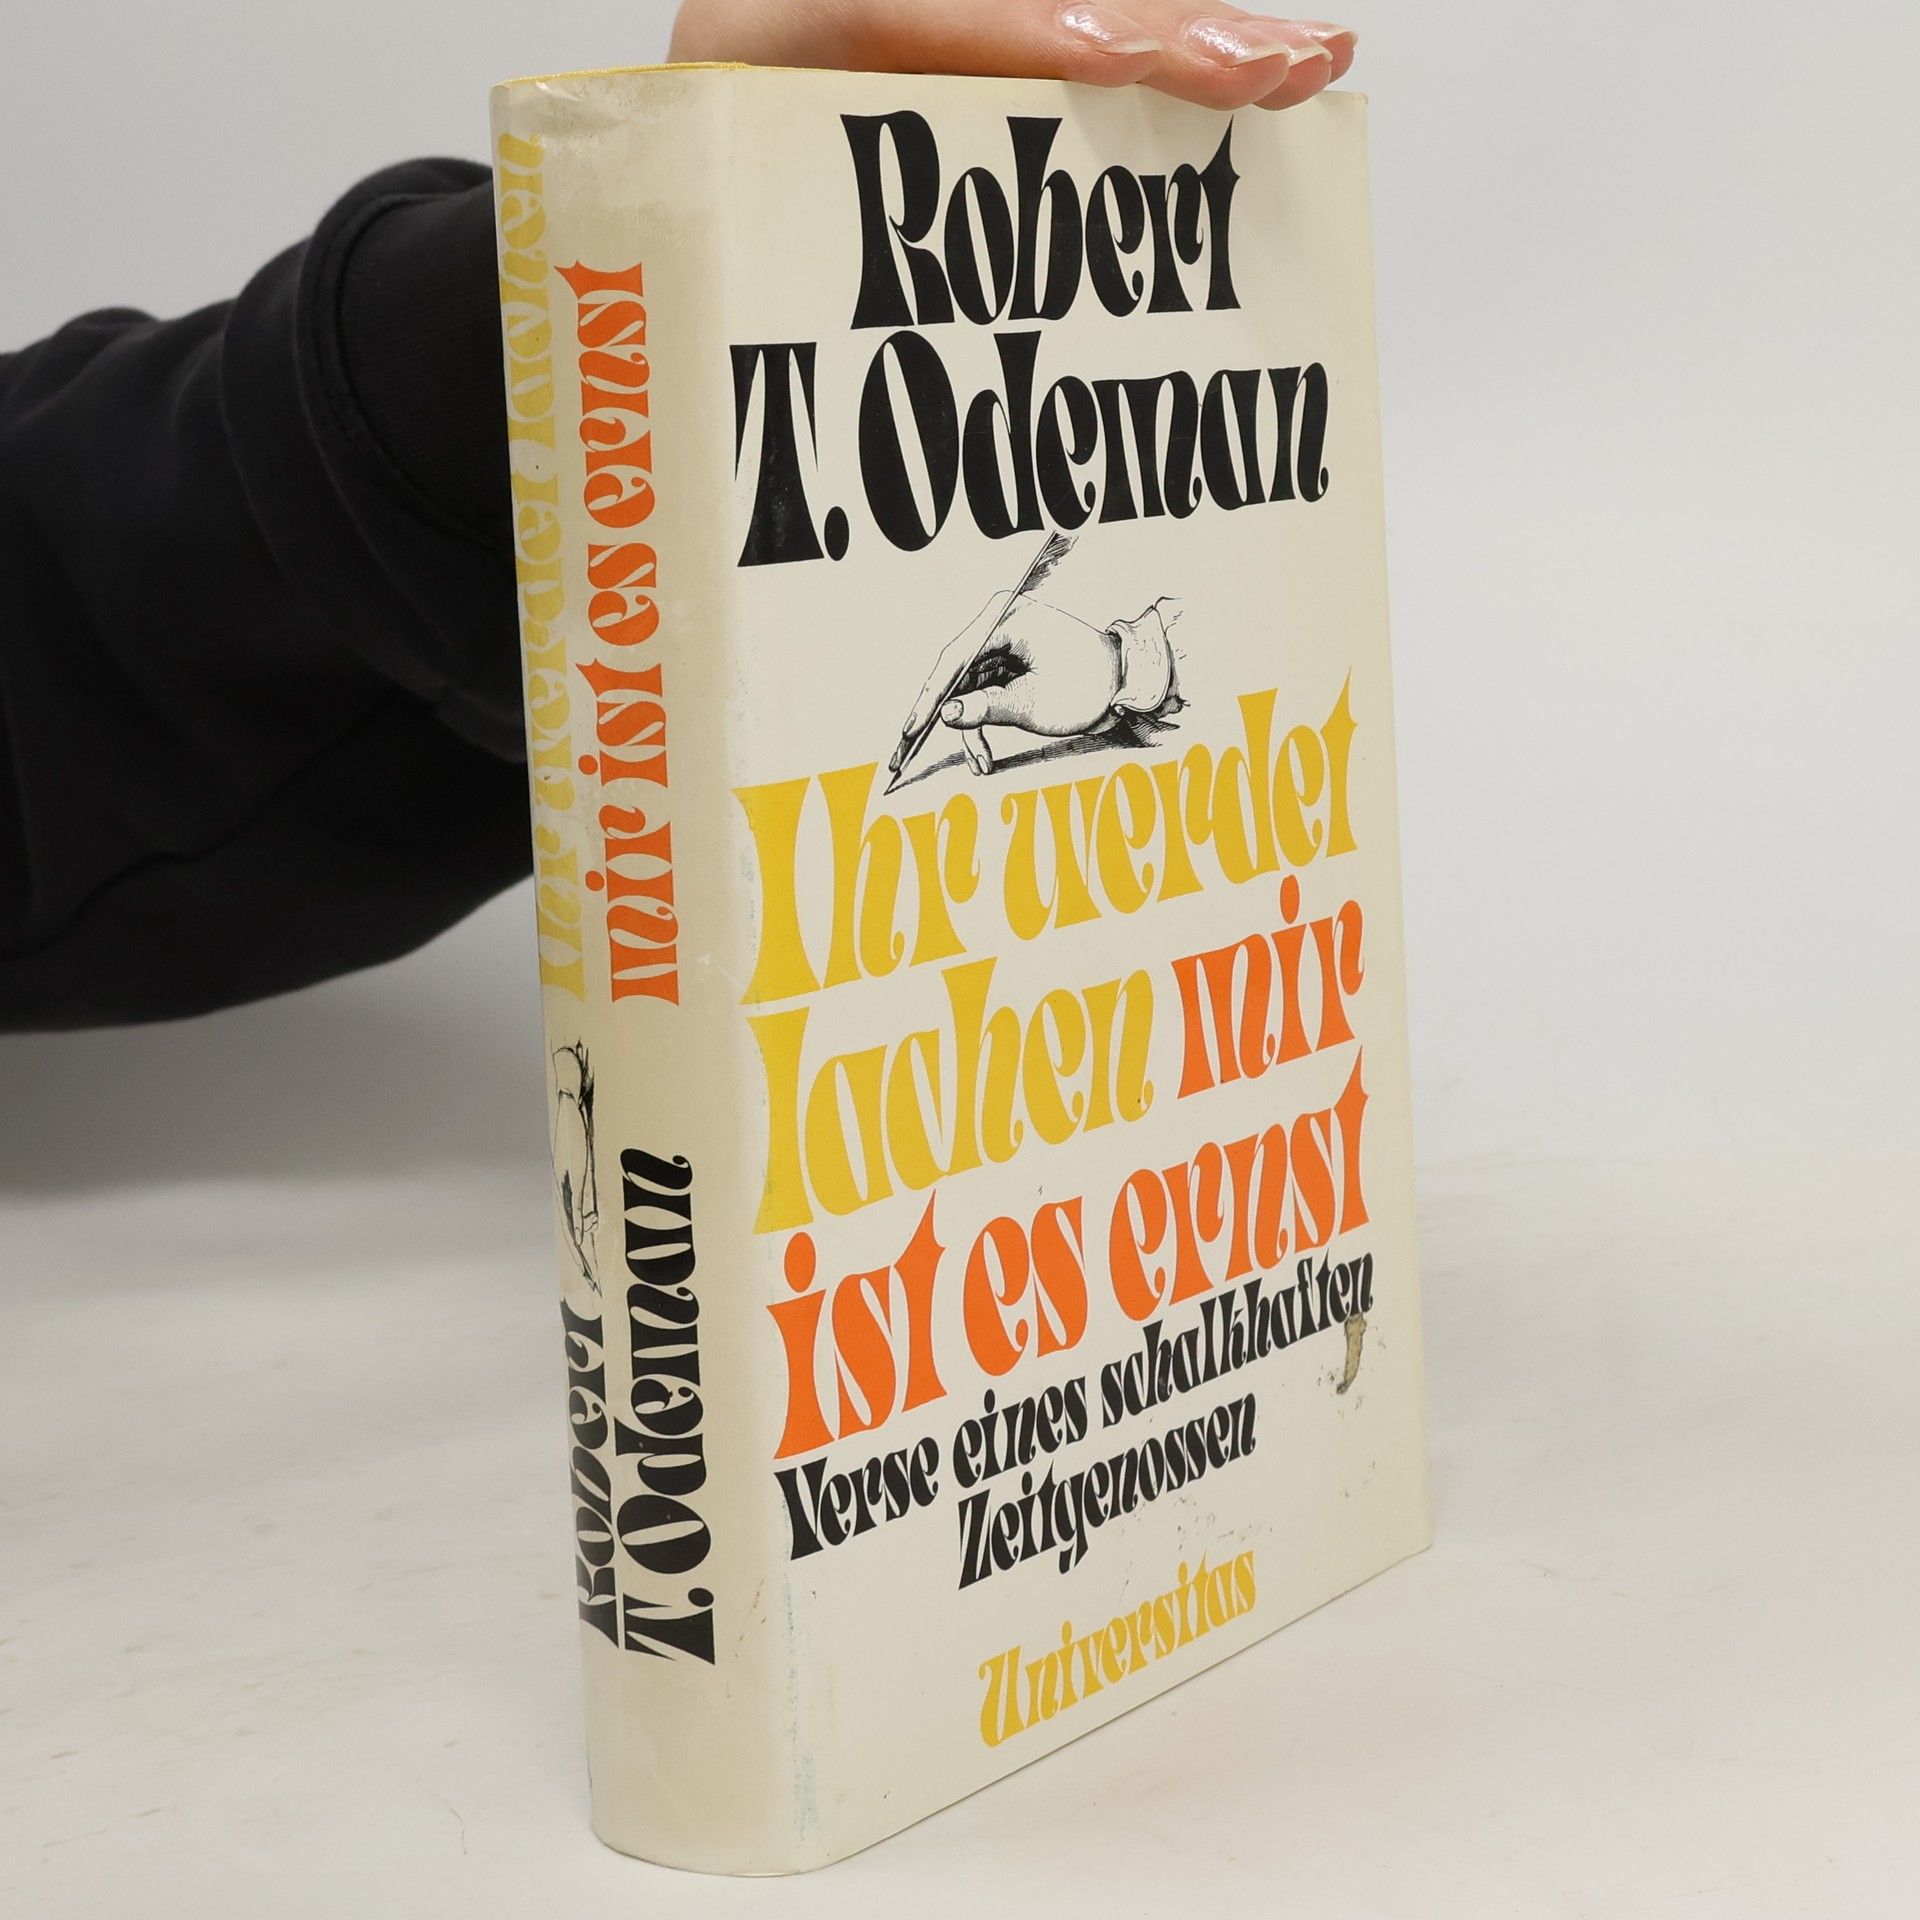 Ihr werdet lachen
mir ist es ernst
Robert
T. Odeman
Robert
T. Odeman
Ihr werdet
lachen mir
ist es ernst
Verse eines schalkhaften
Zeitgenossen
Universitas